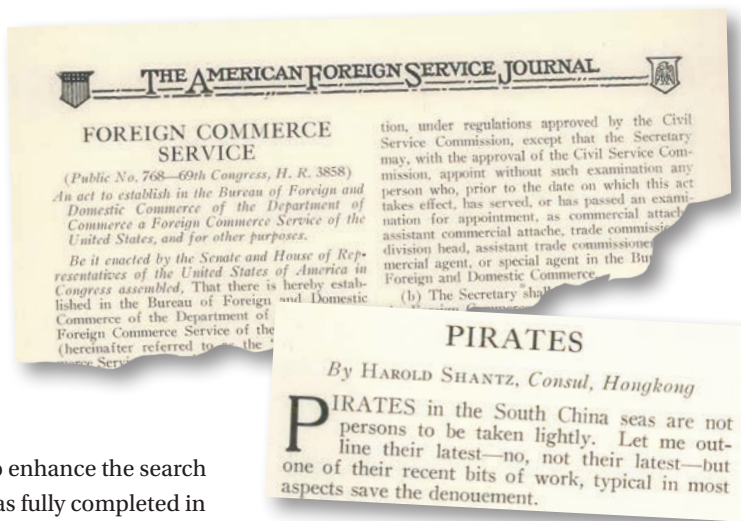 THE AMERICAN FOREIGN SERVICE JOURNAL
FOREIGN COMMERCE
SERVICE
(Public No. 768—69th Congress, H. R. 3858)
An act to establish in the Bureau of Foreign and
Domestic Commerce of the Department of
Commerce a Foreign Commerce Service of the
United States, and for other purposes.
Be it enacted by the Senate and House of Rep-
resentatives of the United States of America in
Congress assembled, That there is hereby estab-
lished in the Bureau of Foreign and Domestic
Commerce of the Department of
Foreign Commerce Service of the
(hereinafter referred to as the
tion, under regulations approved by the Civil
Service Commission, except that the Secretary
may, with the approval of the Civil Service Com-
mission, appoint without such examination any
person who, prior to the date on which this act
takes effect, has served, or has passed an exami-
nation for appointment, as commercial attache,
assistant commercial attache, trade commissio
division head, assistant trade commissione
mercial agent, or special agent in the Bu
Foreign and Domestic Commerce.
(b) The Secretary shall
PIRATES
By HAROLD SHANTZ, Consul, Hongkong
PIRATES in the South China seas are not
persons to be taken lightly. Let me out-
line their latest—no, not their latest—but
one of their recent bits of work, typical in most
aspects save the denouement.
o enhance the search
as fully completed in